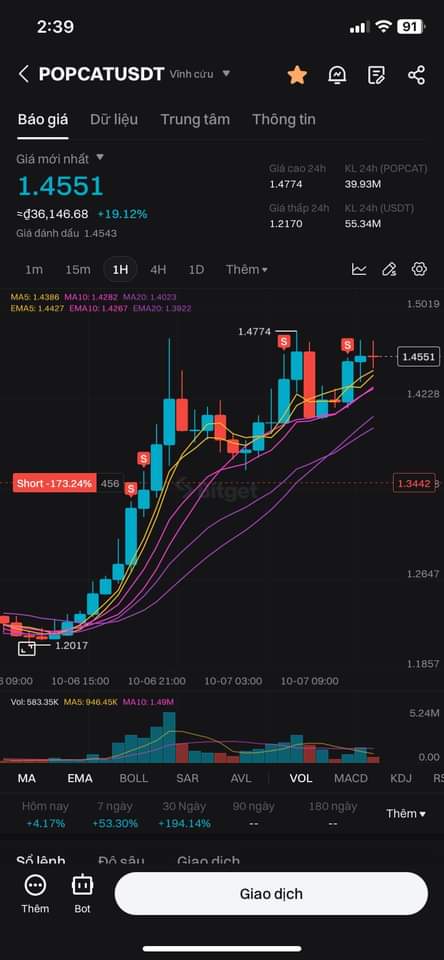 2:39
91
POPCATUSDT Vĩnh cửu
Báo giá Dữ liệu Trung tâm Thông tin
Giá mới nhất
1.4551
≈₫36,146.68 +19.12%
Giá đánh dấu 1.4543
Giá cao 24h KL 24h (POPCAT)
1.4774 39.93M
Giá thấp 24h KL 24h (USDT)
1.2170 55.34M
1m 15m 1H 4H 1D Thêm
MA5: 1.4386 MA10: 1.4282 MA20: 1.4023
EMA5: 1.4427 EMA10: 1.4267 EMA20: 1.3922
1.5019
1.4774
S
S
1.4551
1.4228
S
Short -173.24% 456
S
bitget
1.3442
1.2647
1.2017
1.1857
09:00 10-06 15:00 10-06 21:00 10-07 03:00 10-07 09:00
Vol: 583.35K MA5: 946.45K MA10: 1.49M
5.24M
0.00
MA EMA BOLL SAR AVL VOL MACD KDJ
Hôm nay 7 ngày 30 Ngày 90 ngày 180 ngày Thêm
+4.17% +53.30% +194.14% -- --
Sổ lệnh Độ sâu Giao dịch
Thêm Bot Giao dịch